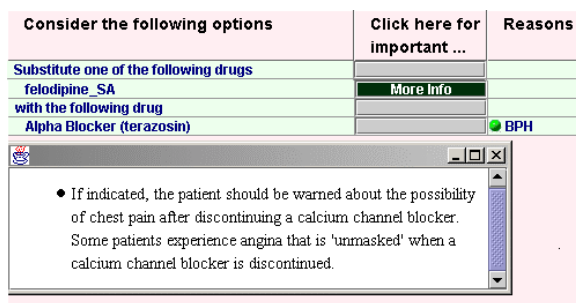 Consider the following options Click here for important ... Reasons
Substitute one of the following drugs
felodipine_SA More Info
with the following drug
Alpha Blocker (terazosin) BPH
• If indicated, the patient should be warned about the possibility
of chest pain after discontinuing a calcium channel blocker.
Some patients experience angina that is 'unmasked' when a
calcium channel blocker is discontinued.